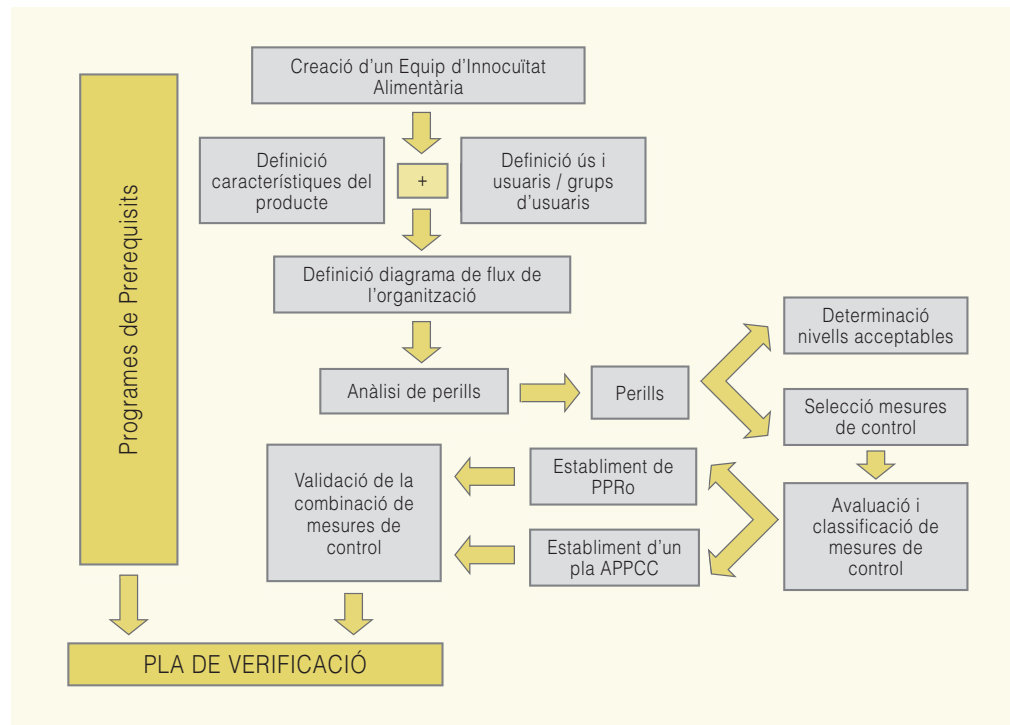 Programes de Prerequisits
Creació d'un Equip d'Innocuïtat
Alimentària
Definició
característiques del
producte
+
Definició ús i
usuaris / grups
d'usuaris
Definició diagrama de flux de
l'organització
Anàlisi de perills
Perills
Determinació
nivells acceptables
Selecció mesures
de control
Avaluació i
classificació de
mesures de
control
Establiment de
PPRo
Establiment d'un
pla APPCC
Validació de la
combinació de
mesures de
control
PLA DE VERIFICACIÓ